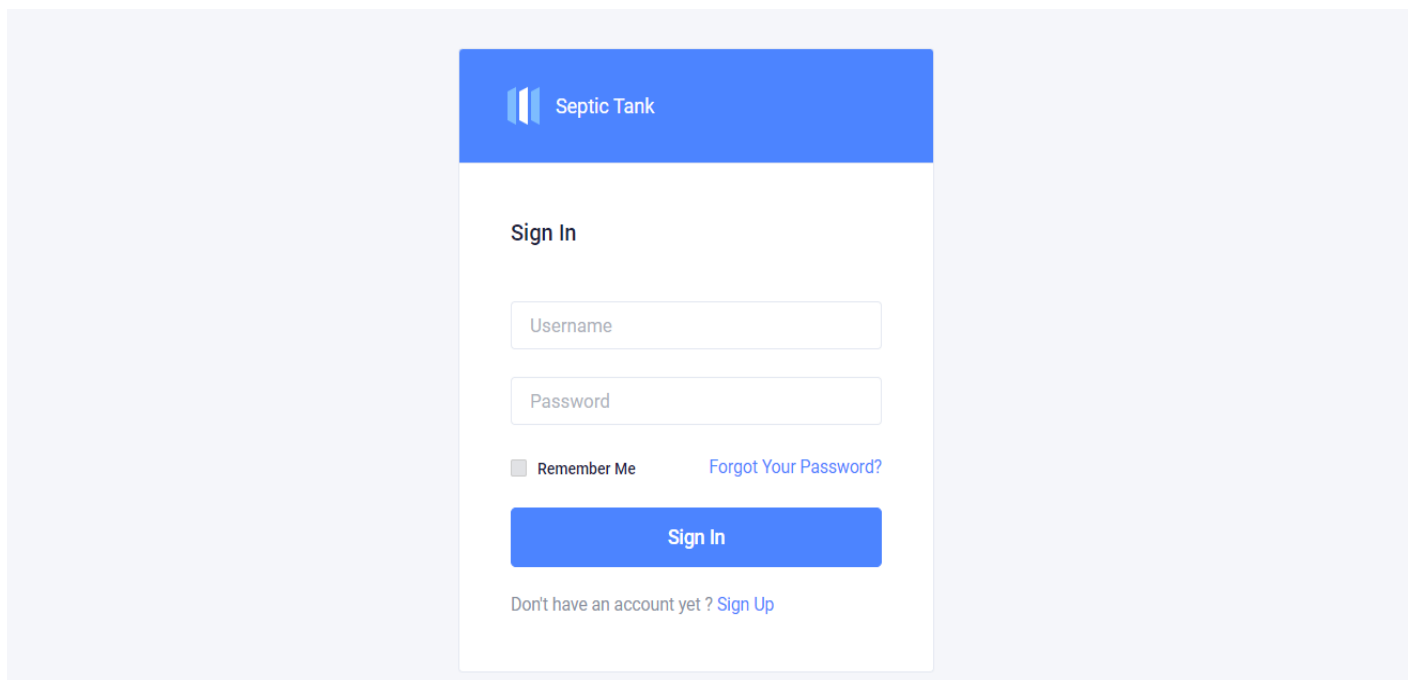 Septic Tank
Sign In
Username
Password
Remember Me Forgot Your Password?
Sign In
Don't have an account yet ? Sign Up